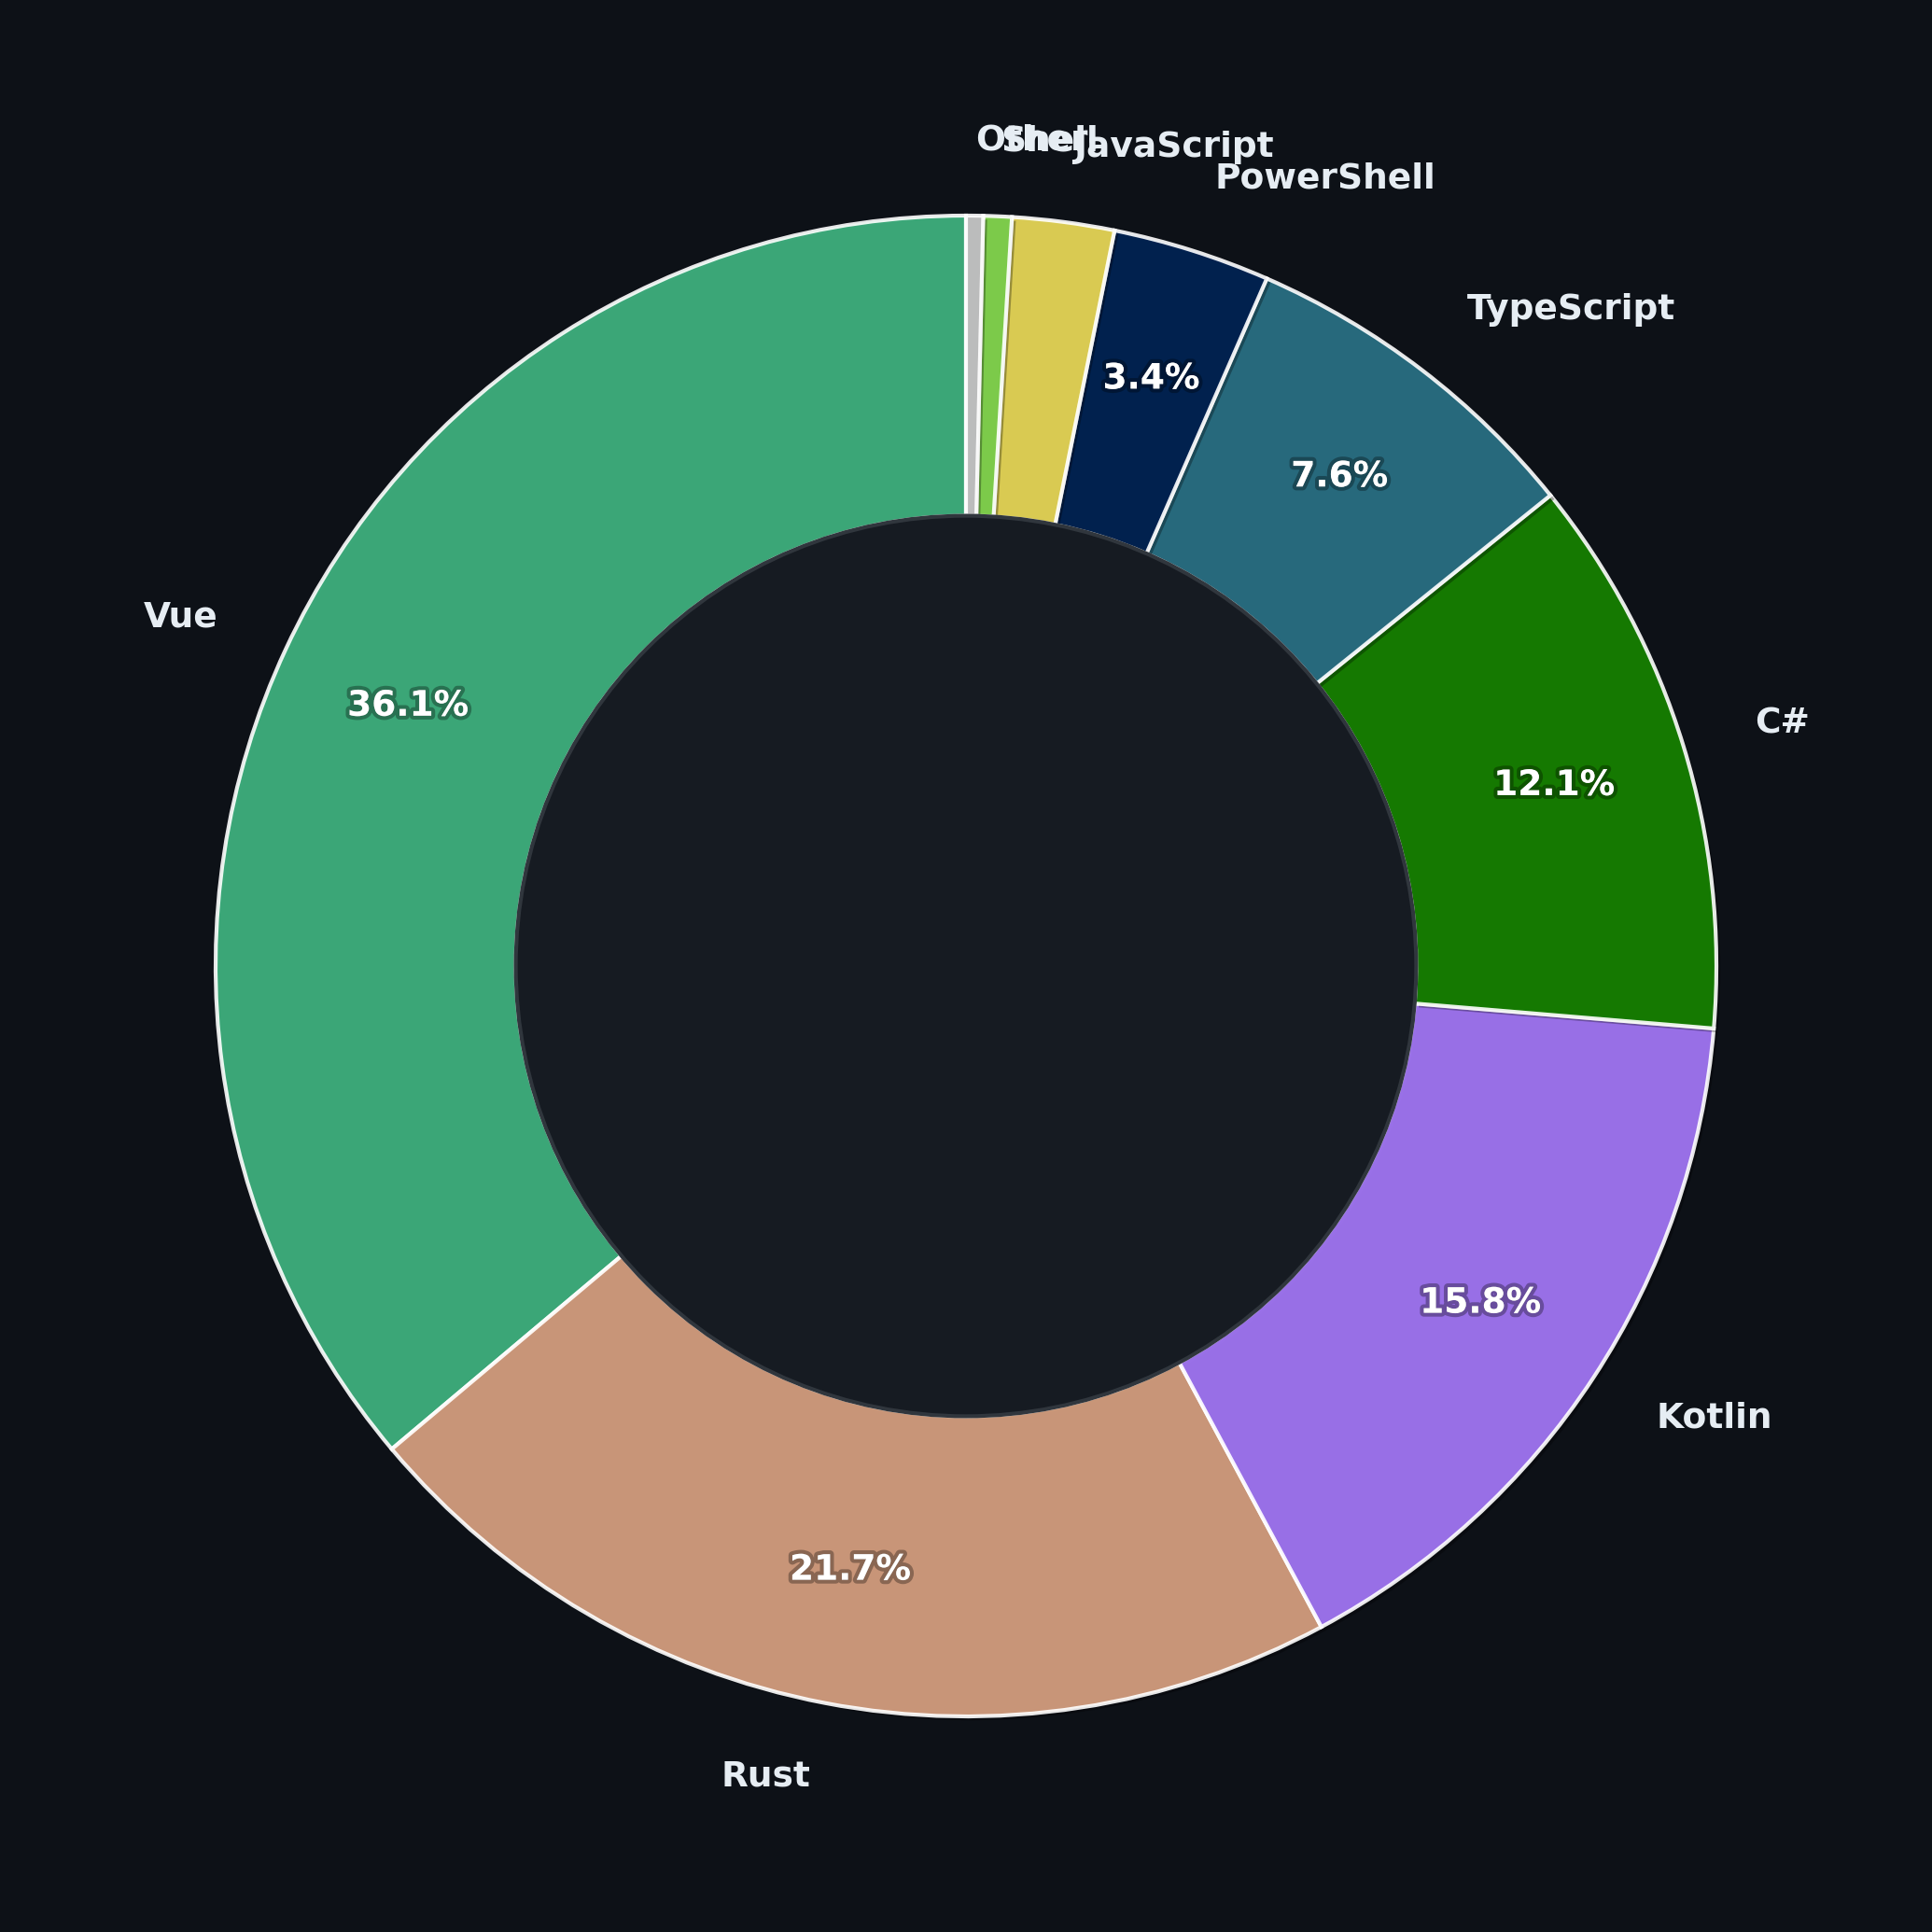 Other
Shell
JavaScript
PowerShell
3.4%
TypeScript
7.6%
Vue
36.1%
C#
12.1%
15.8%
Kotlin
21.7%
Rust